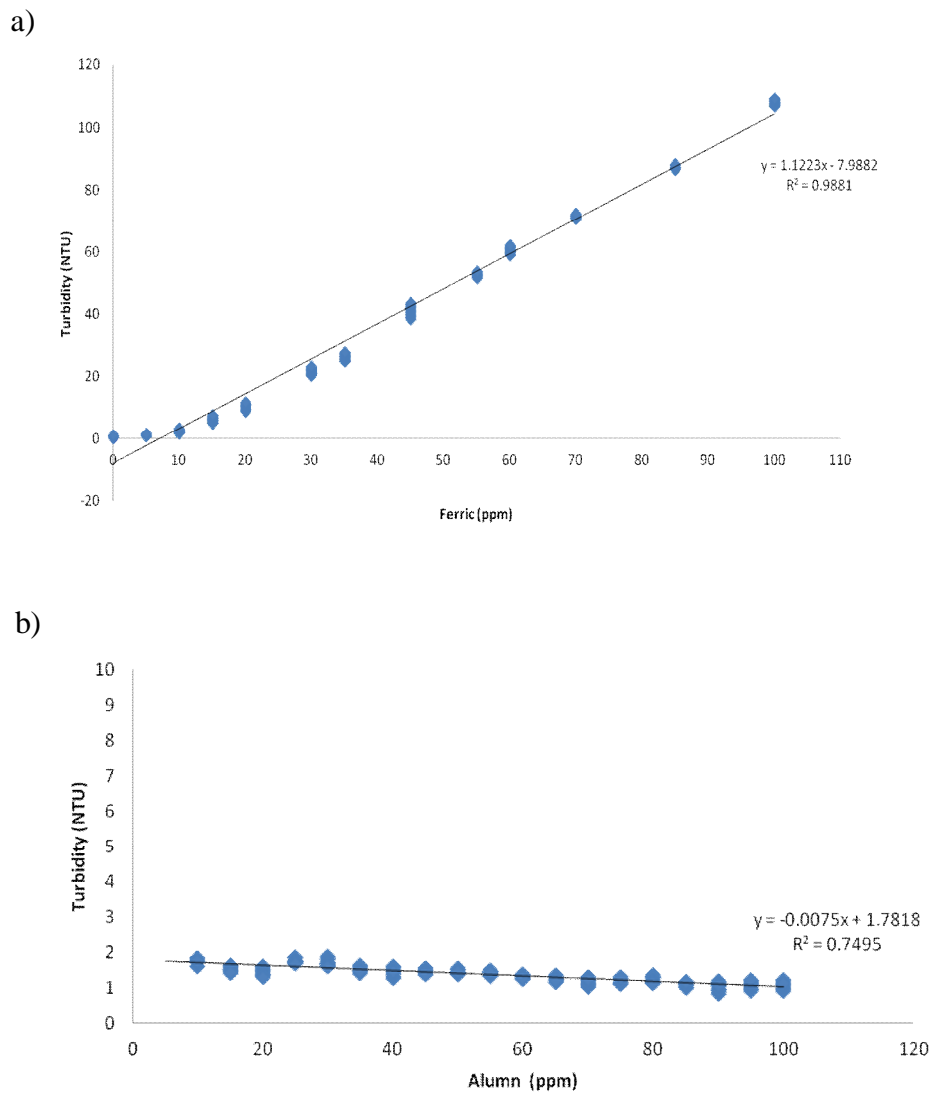 a)
120
100
80
60
40
20
0
-20
Turbidity (NTU)
y = 1.1223x - 7.9882
R² = 0.9881
0 10 20 30 40 50 60 70 80 90 100 110
Ferric (ppm)
b)
10
9
8
7
6
5
4
3
2
1
0
Turbidity (NTU)
y = -0.0075x + 1.7818
R² = 0.7495
0 20 40 60 80 100 120
Alumn (ppm)